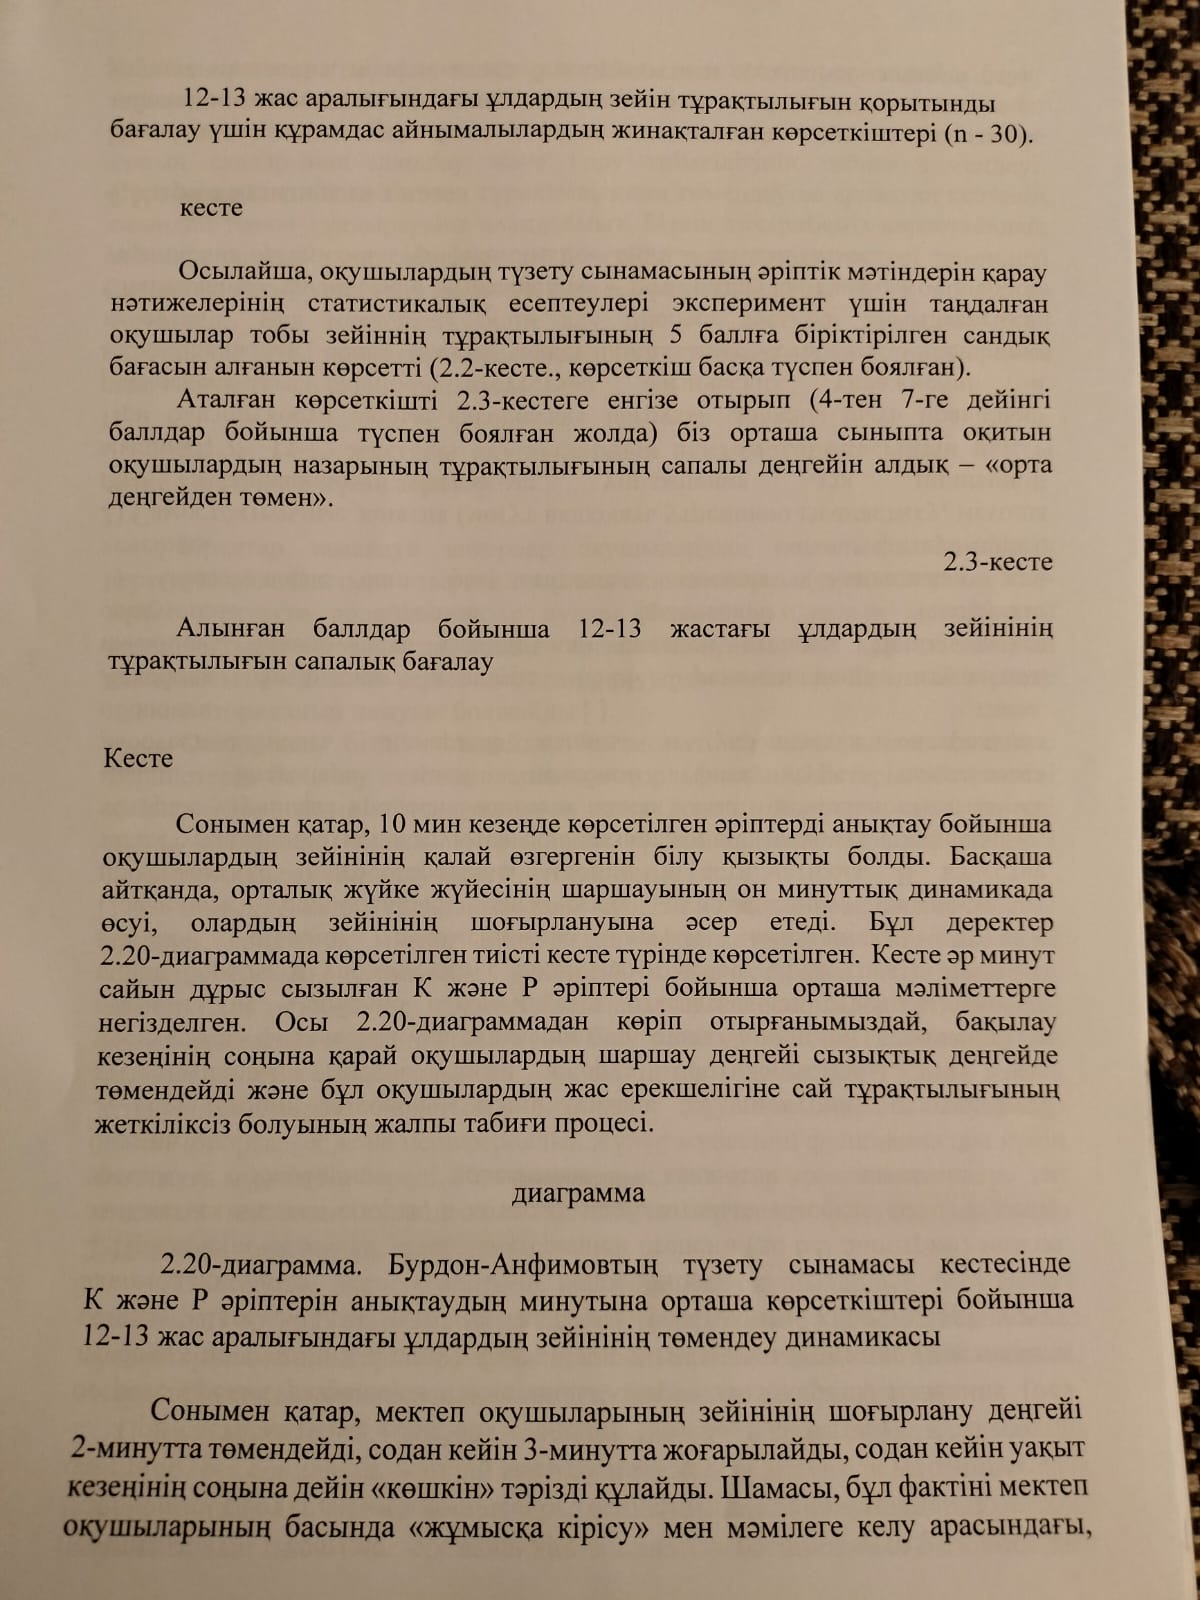 12-13 жас аралығындағы ұлдардың зейін тұрақтылығын қорытынды
бағалау үшін құрамдас айнымалылардың жинақталған көрсеткіштері (n - 30).
кесте
Осылайша, оқушылардың түзету сынамасының әріптік мәтіндерін қарау
нәтижелерінің статистикалық есептеулері эксперимент үшін таңдалған
оқушылар тобы зейіннің тұрақтылығының 5 баллға біріктірілген сандық
бағасын алғанын көрсетті (2.2-кесте., көрсеткіш басқа түспен боялған).
Аталған көрсеткішті 2.3-кестеге енгізе отырып (4-тен 7-ге дейінгі
баллдар бойынша түспен боялған жолда) біз орташа сыныпта оқитын
оқушылардың назарының тұрақтылығының сапалы деңгейін алдық – «орта
деңгейден төмен».
2.3-кесте
Алынған баллдар бойынша 12-13 жастағы ұлдардың зейінінің
тұрақтылығын сапалық бағалау
Кесте
Сонымен қатар, 10 мин кезеңде көрсетілген әріптерді анықтау бойынша
оқушылардың зейінінің қалай өзгергенін білу қызықты болды. Басқаша
айтқанда, орталық жүйке жүйесінің шаршауының он минуттық динамикада
өсуі, олардың зейінінің шоғырлануына әсер етеді. Бұл деректер
2.20-диаграммада көрсетілген тиісті кесте түрінде көрсетілген. Кесте әр минут
сайын дұрыс сызылған К және Р әріптері бойынша орташа мәліметтерге
негізделген. Осы 2.20-диаграммадан көріп отырғанымыздай, бақылау
кезеңінің соңына қарай оқушылардың шаршау деңгейі сызықтық деңгейде
төмендейді және бұл оқушылардың жас ерекшелігіне сай тұрақтылығының
жеткіліксіз болуының жалпы табиғи процесі.
диаграмма
2.20-диаграмма. Бурдон-Анфимовтың түзету сынамасы кестесінде
К және Р әріптерін анықтаудың минутына орташа көрсеткіштері бойынша
12-13 жас аралығындағы ұлдардың зейінінің төмендеу динамикасы
Сонымен қатар, мектеп оқушыларының зейінінің шоғырлану деңгейі
2-минутта төмендейді, содан кейін 3-минутта жоғарылайды, содан кейін уақыт
кезеңінің соңына дейін «көшкін» тәрізді құлайды. Шамасы, бұл фактіні мектеп
оқушыларының басында «жұмысқа кірісу» мен мәмілеге келу арасындағы,